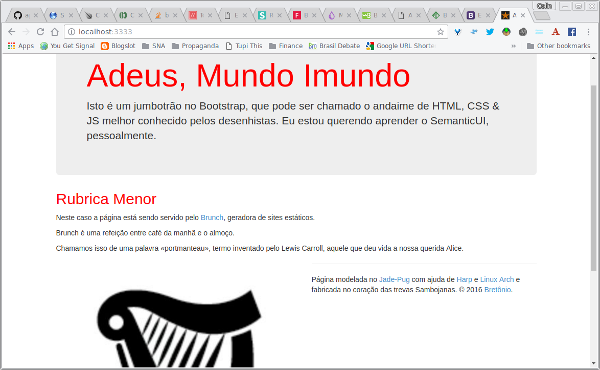 Colin
localhost:3333
Apps You Get Signal Blogslot SNA Propaganda Tupi This Finance Brasil Debate Google URL Shorte » Other bookmarks
Adeus, Mundo Imundo
Isto é um jumbotrão no Bootstrap, que pode ser chamado o andaime de HTML, CSS &
JS melhor conhecido pelos desenhistas. Eu estou querendo aprender o SemanticUI,
pessoalmente.
Rubrica Menor
Neste caso a página está sendo servido pelo Brunch, geradora de sites estáticos.
Brunch é uma refeição entre café da manhã e o almoço.
Chamamos isso de uma palavra «portmanteau», termo inventado pelo Lewis Carroll, aquele que deu vida a nossa querida Alice.
Página modelada no Jade-Pug com ajuda de Harp e Linux Arch e
fabricada no coração das trevas Sambojanas. © 2016 Bretônio.